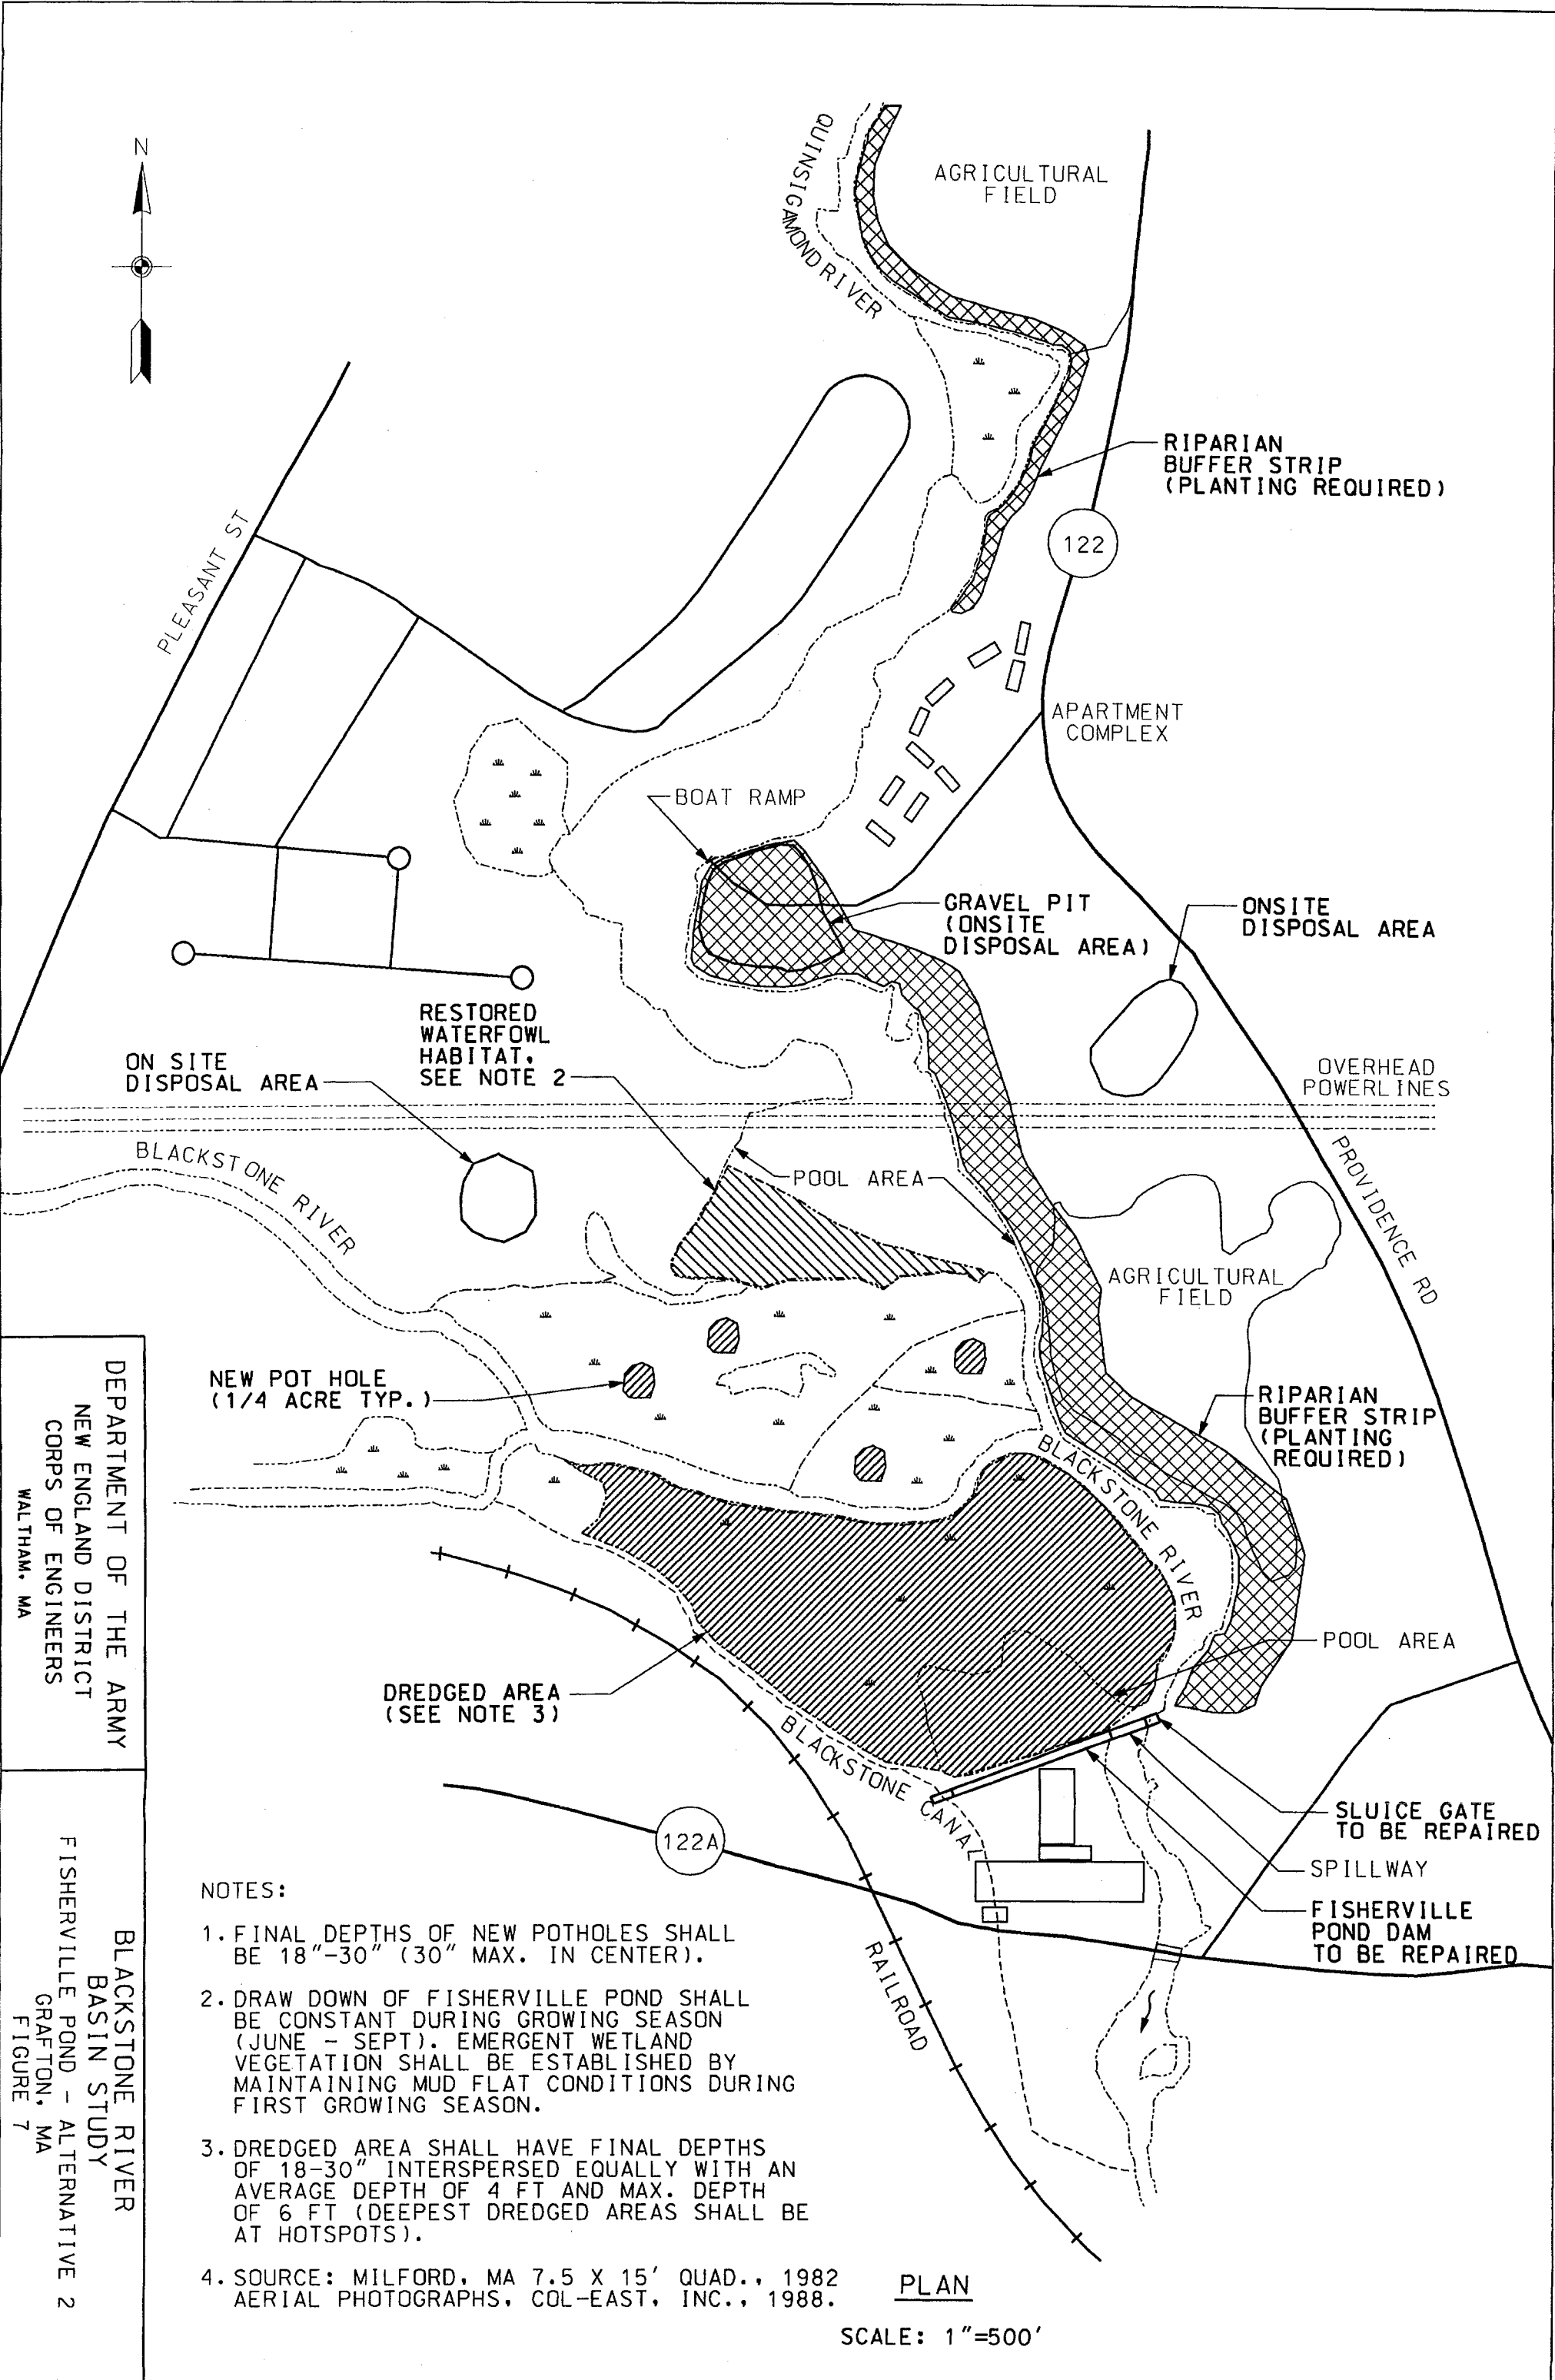 N
QUINSIGAMOND RIVER
AGRICULTURAL
FIELD
RIPARIAN
BUFFER STRIP
(PLANTING REQUIRED)
122
PLEASANT ST
APARTMENT
COMPLEX
BOAT RAMP
GRAVEL PIT
(ONSITE
DISPOSAL AREA)
ONSITE
DISPOSAL AREA
RESTORED
WATERFOWL
HABITAT.
SEE NOTE 2
ON SITE
DISPOSAL AREA
OVERHEAD
POWERLINES
BLACKSTONE RIVER
POOL AREA
PROVIDENCE RD
AGRICULTURAL
FIELD
NEW POT HOLE
(1/4 ACRE TYP.)
RIPARIAN
BUFFER STRIP
(PLANTING
REQUIRED)
BLACKSTONE RIVER
POOL AREA
DREDGED AREA
(SEE NOTE 3)
BLACKSTONE CANAL
SLUICE GATE
TO BE REPAIRED
SPILLWAY
FISHERVILLE
POND DAM
TO BE REPAIRED
122A
RAILROAD
NOTES:
1. FINAL DEPTHS OF NEW POTHOLES SHALL
BE 18"-30" (30" MAX. IN CENTER).
2. DRAW DOWN OF FISHERVILLE POND SHALL
BE CONSTANT DURING GROWING SEASON
(JUNE - SEPT). EMERGENT WETLAND
VEGETATION SHALL BE ESTABLISHED BY
MAINTAINING MUD FLAT CONDITIONS DURING
FIRST GROWING SEASON.
3. DREDGED AREA SHALL HAVE FINAL DEPTHS
OF 18-30" INTERSPERSED EQUALLY WITH AN
AVERAGE DEPTH OF 4 FT AND MAX. DEPTH
OF 6 FT (DEEPEST DREDGED AREAS SHALL BE
AT HOTSPOTS).
4. SOURCE: MILFORD, MA 7.5 X 15' QUAD., 1982
AERIAL PHOTOGRAPHS, COL-EAST, INC., 1988.
PLAN
SCALE: 1"=500'
DEPARTMENT OF THE ARMY
NEW ENGLAND DISTRICT
CORPS OF ENGINEERS
WALTHAM, MA
BLACKSTONE RIVER
BASIN STUDY
FISHERVILLE POND - ALTERNATIVE 2
GRAFTON, MA
FIGURE 7